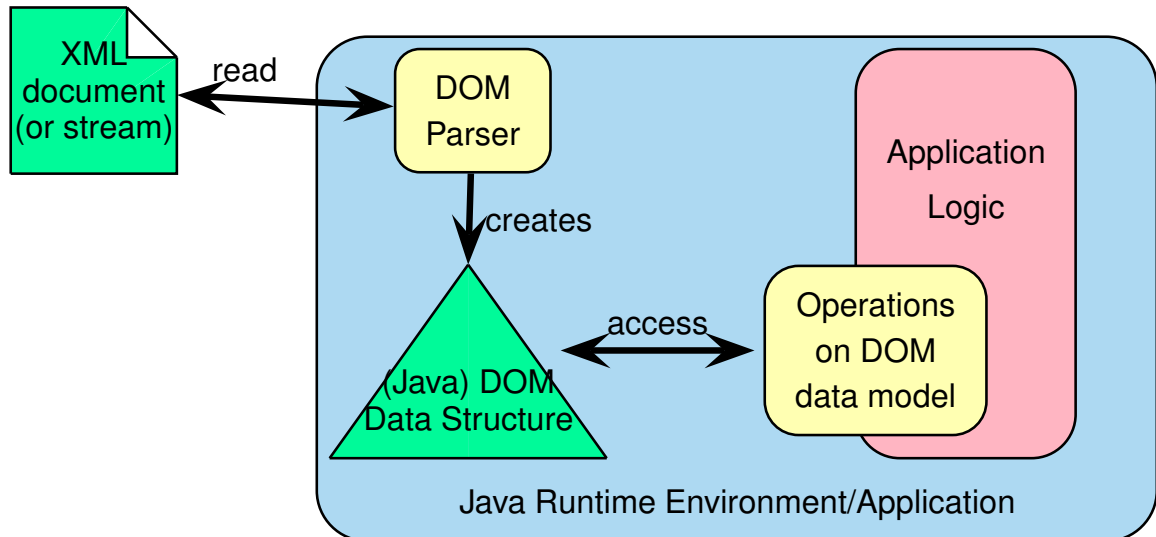 XML
document
(or stream)
read
DOM
Parser
creates
(Java) DOM
Data Structure
access
Application
Logic
Operations
on DOM
data model
Java Runtime Environment/Application